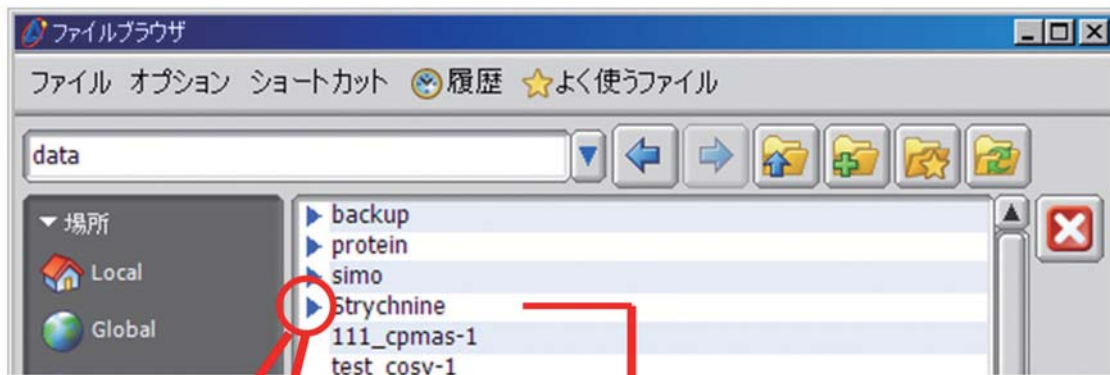 ファイルブラウザ
ファイル オプション ショートカット 履歴 よく使うファイル
data
場所
Local
Global
backup
protein
simo
Strychnine
111_cpmas-1
test_cosy-1